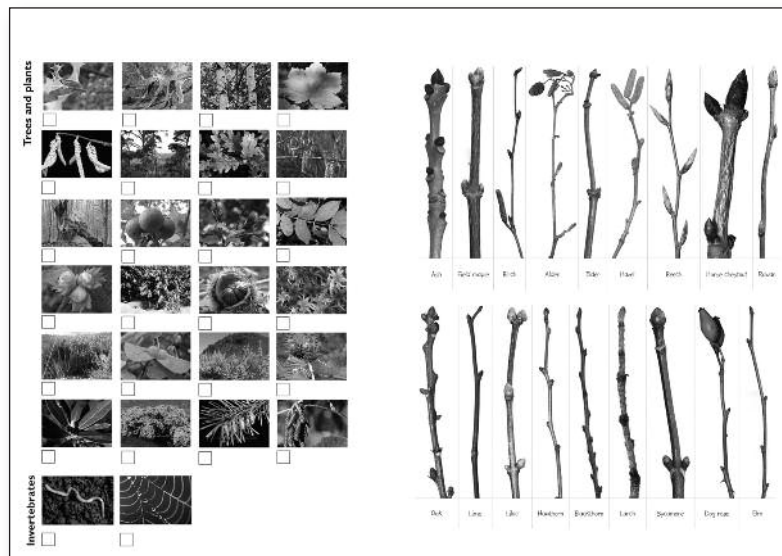 Trees and plants
Invertebrates
Ash
Field maple
Birch
Alder
Elder
Hazel
Beech
Horse chestnut
Rowan
Oak
Lime
Lilac
Hawthorn
Blackthorn
Larch
Sycamore
Dog rose
Elm